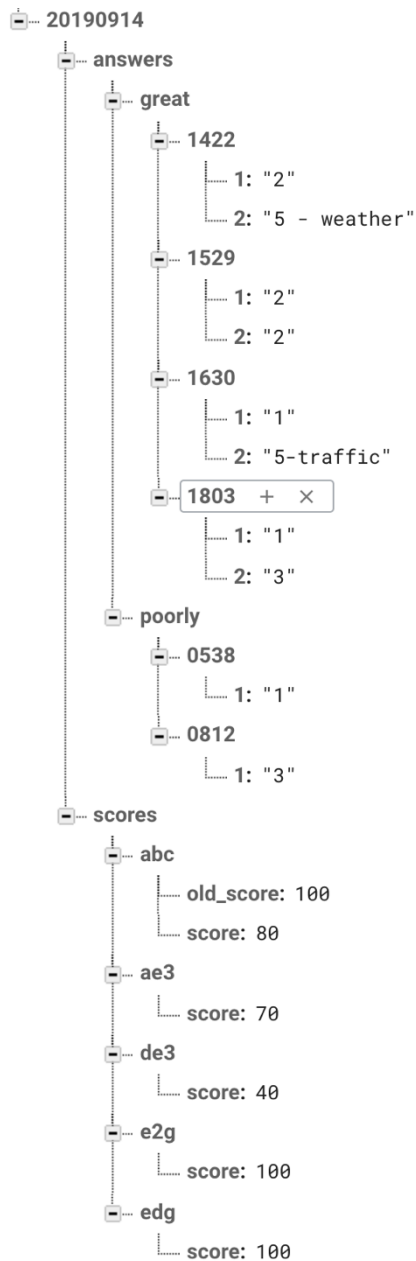 20190914
answers
great
1422
1: "2"
2: "5 - weather"
1529
1: "2"
2: "2"
1630
1: "1"
2: "5-traffic"
1803 + ×
1: "1"
2: "3"
poorly
0538
1: "1"
0812
1: "3"
scores
abc
old_score: 100
score: 80
ae3
score: 70
de3
score: 40
e2g
score: 100
edg
score: 100